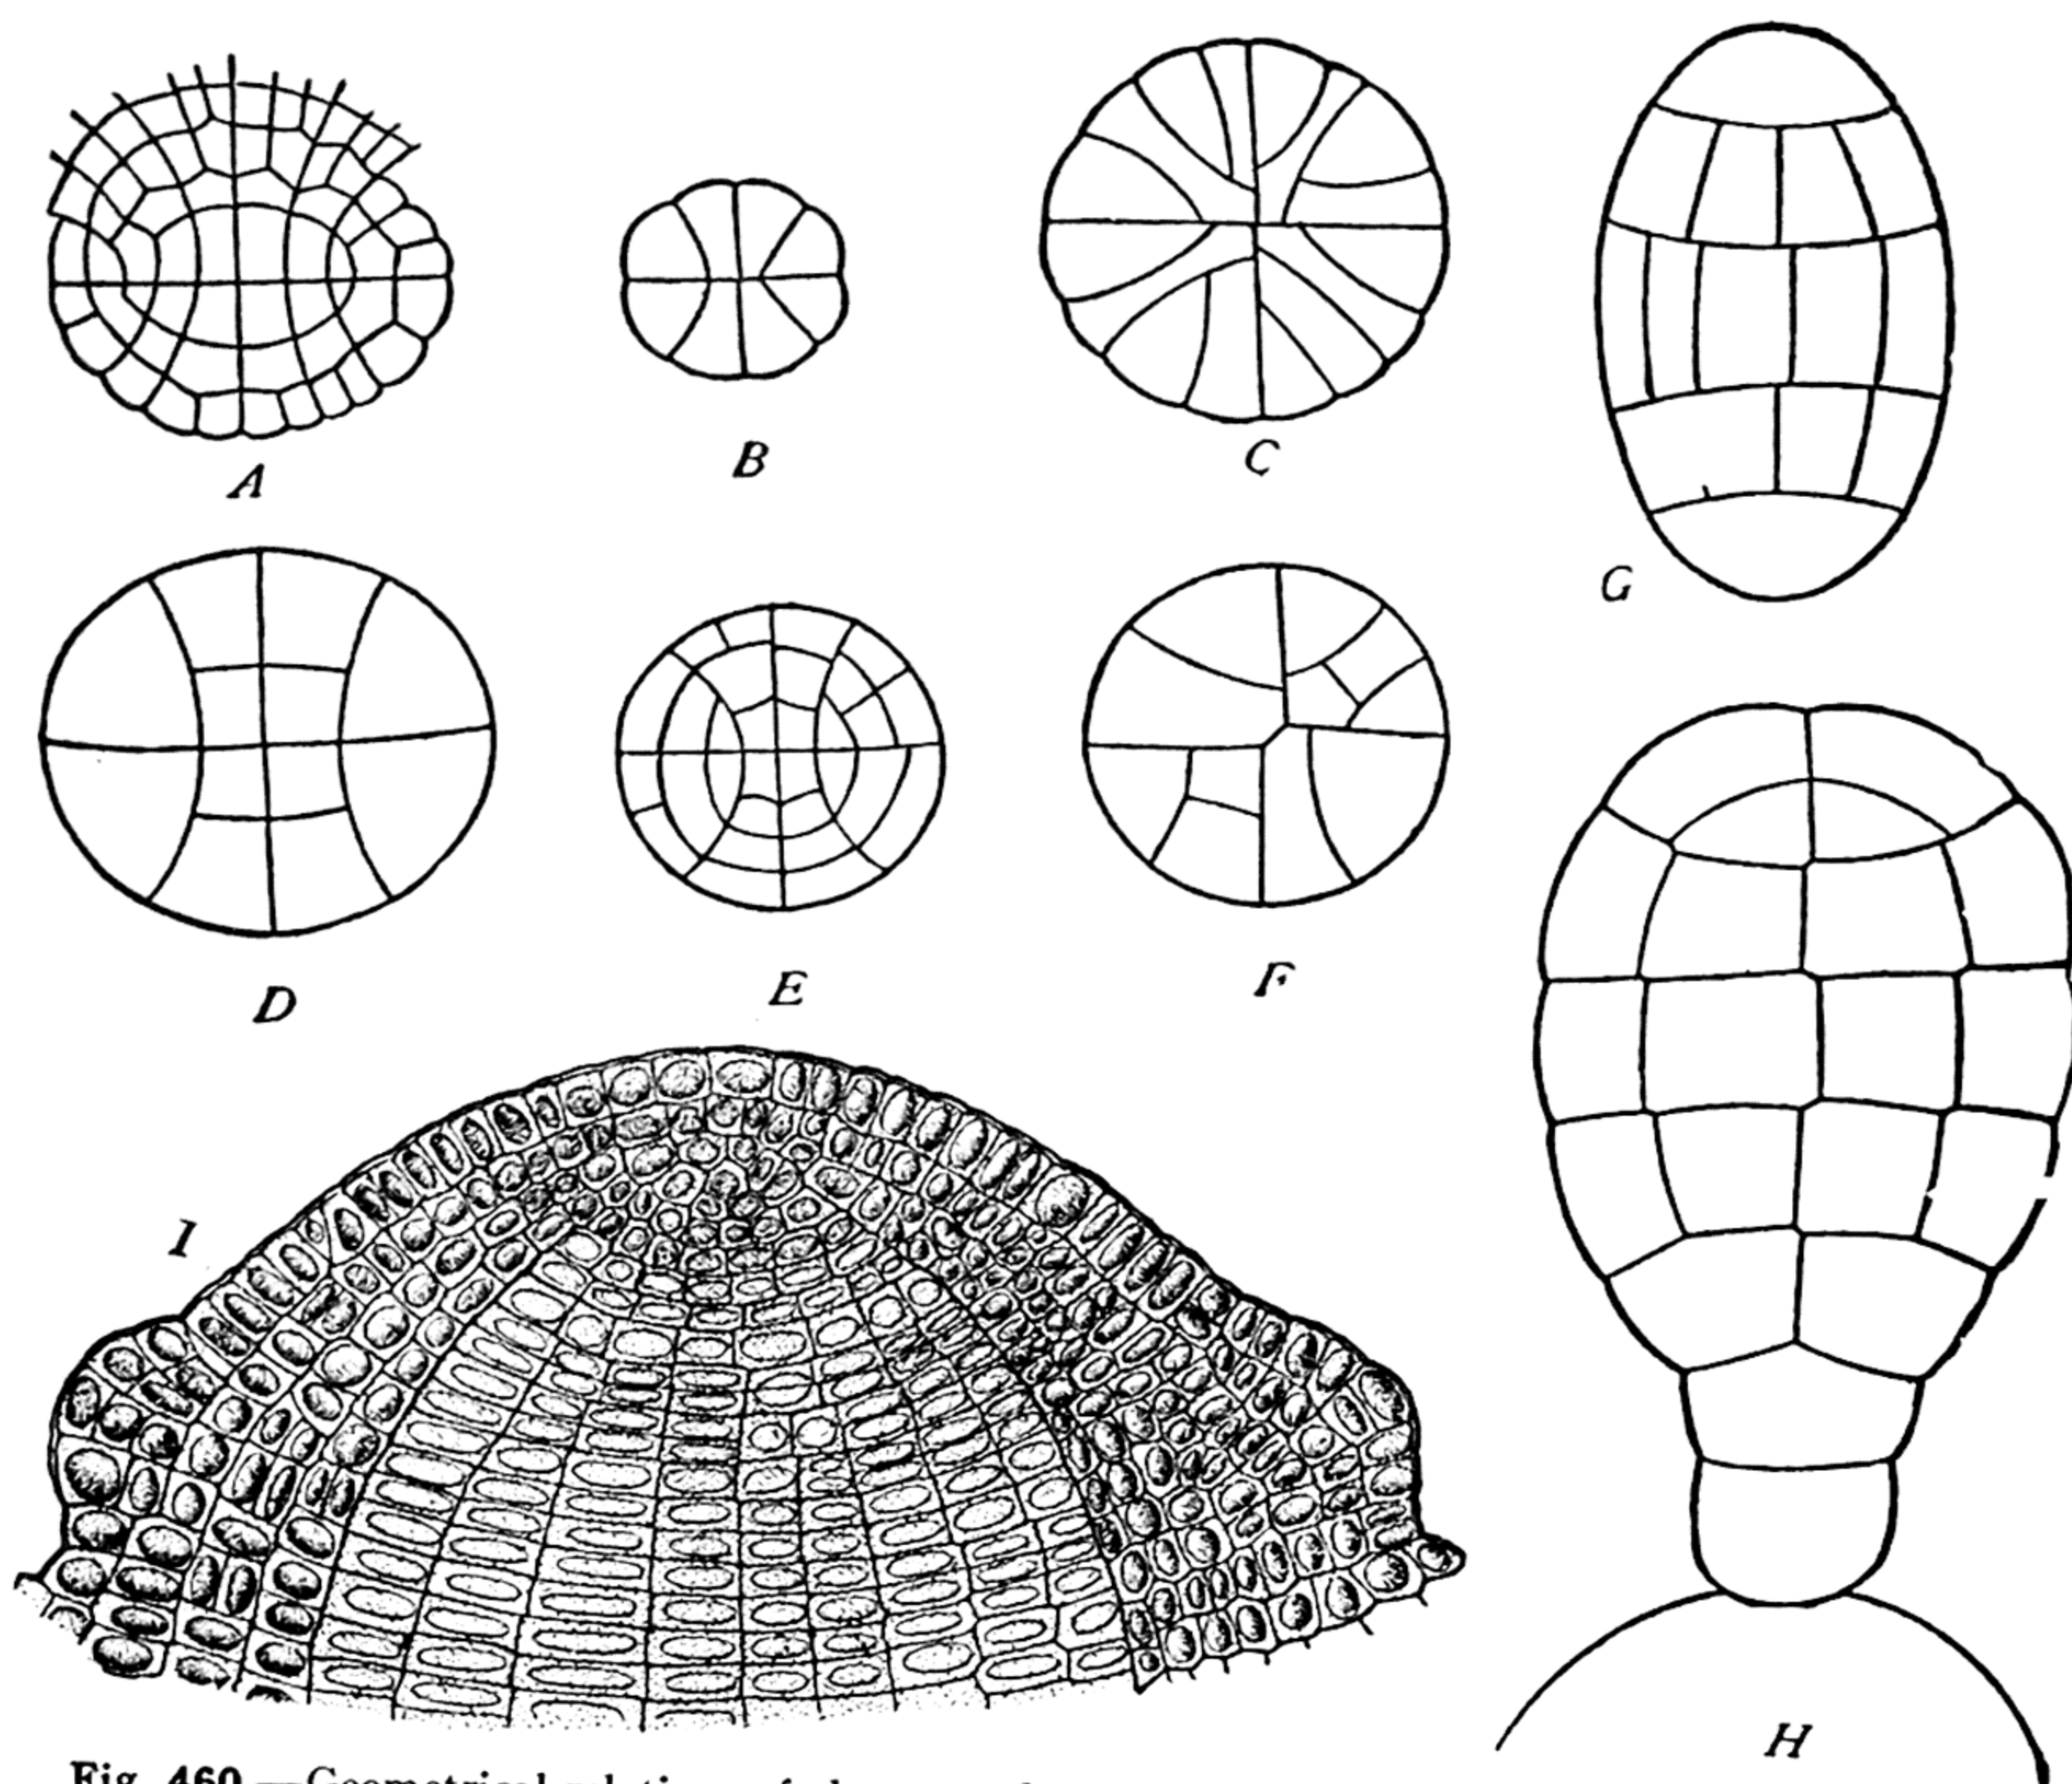 A
B
C
G
D
E
F
I
H
Fig. 460.—Geometrical relations of